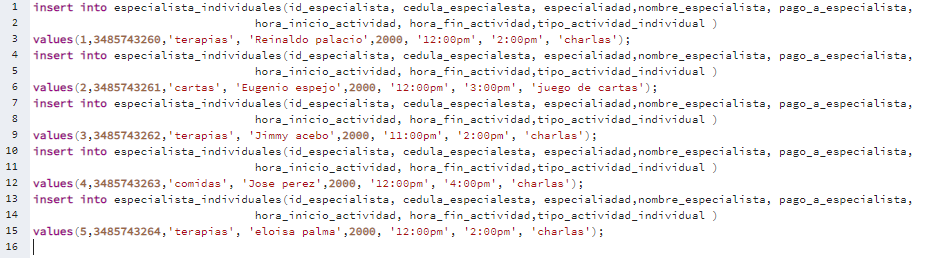 1 insert into especialista_individuales(id_especialista, cedula_especialesta, especialiadad,nombre_especialista, pago_a_especialista,
2 hora_inicio_actividad, hora_fin_actividad,tipo_actividad_individual )
3 values(1,3485743260,'terapias', 'Reinaldo palacio',2000, '12:00pm', '2:00pm', 'charlas');
4 insert into especialista_individuales(id_especialista, cedula_especialesta, especialiadad,nombre_especialista, pago_a_especialista,
5 hora_inicio_actividad, hora_fin_actividad,tipo_actividad_individual )
6 values(2,3485743261,'cartas', 'Eugenio espejo',2000, '12:00pm', '3:00pm', 'juego de cartas');
7 insert into especialista_individuales(id_especialista, cedula_especialesta, especialiadad,nombre_especialista, pago_a_especialista,
8 hora_inicio_actividad, hora_fin_actividad,tipo_actividad_individual )
9 values(3,3485743262,'terapias', 'Jimmy acebo',2000, '11:00pm', '2:00pm', 'charlas');
10 insert into especialista_individuales(id_especialista, cedula_especialesta, especialiadad,nombre_especialista, pago_a_especialista,
11 hora_inicio_actividad, hora_fin_actividad,tipo_actividad_individual )
12 values(4,3485743263,'comidas', 'Jose perez',2000, '12:00pm', '4:00pm', 'charlas');
13 insert into especialista_individuales(id_especialista, cedula_especialesta, especialiadad,nombre_especialista, pago_a_especialista,
14 hora_inicio_actividad, hora_fin_actividad,tipo_actividad_individual )
15 values(5,3485743264,'terapias', 'eloisa palma',2000, '12:00pm', '2:00pm', 'charlas');
16